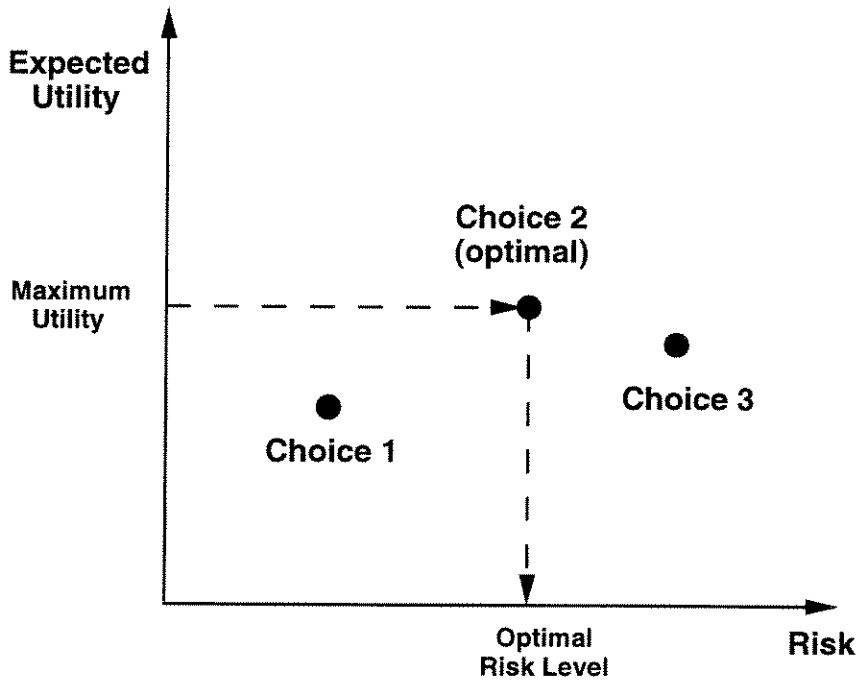 Expected
Utility
Choice 2
(optimal)
Maximum
Utility
Choice 3
Choice 1
Optimal
Risk Level
Risk